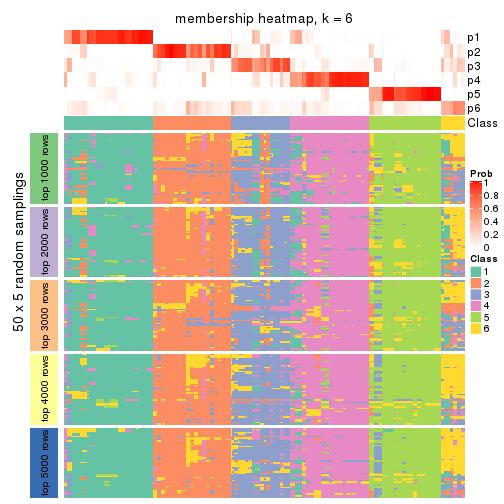 membership heatmap, k = 6
p1
p2
p3
p4
p5
p6
Class
50 x 5 random samplings
top 1000 rows
top 2000 rows
top 3000 rows
top 4000 rows
top 5000 rows
Prob
1
0.8
0.6
0.4
0.2
0
Class
1
2
3
4
5
6